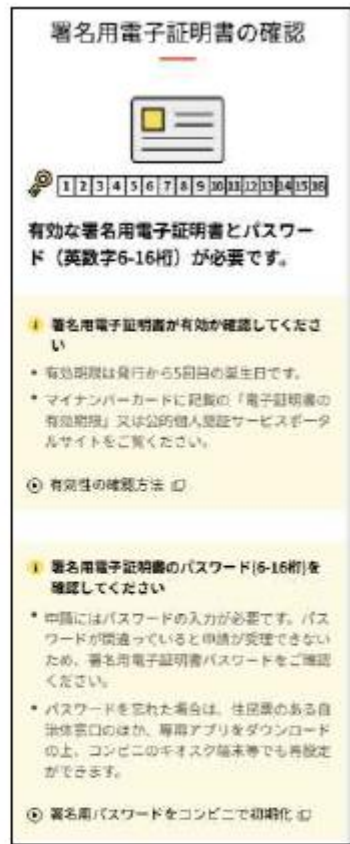 署名用電子証明書の確認
1 2 3 4 5 6 7 8 9 10 11 12 13 14 15 16
有効な署名用電子証明書とパスワー
ド（英数字6-16桁）が必要です。
署名用電子証明書が有効か確認してくださ
い
• 有効期限は発行から5回目の誕生日です。
• マイナンバーカードに記載の「電子証明書の
有効期限」又は公的個人認証サービスポータ
ルサイトをご覧ください。
有効性の確認方法
署名用電子証明書のパスワード(6-16桁)を
確認してください
• 申請にはパスワードの入力が必要です。パス
ワードが間違っていると申請が受理できない
ため、署名用電子証明書パスワードをご確認
ください。
• パスワードを忘れた場合は、住民票のある自
治体窓口のほか、専用アプリをダウンロード
の上、コンビニのキオスク端末等でも再設定
ができます。
署名用パスワードをコンビニで初期化